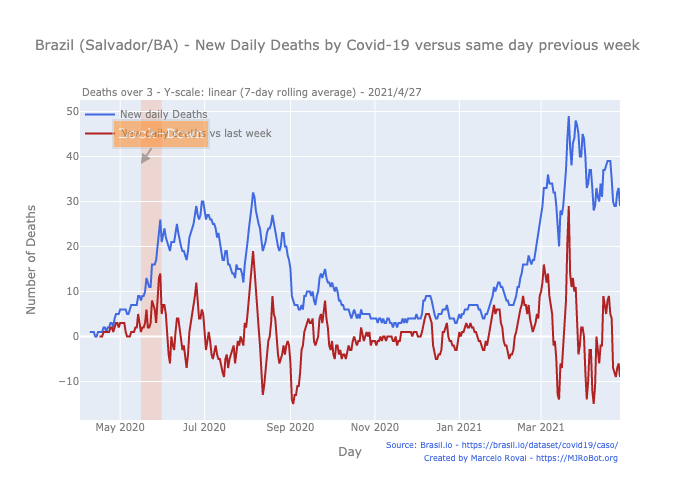 Brazil (Salvador/BA) - New Daily Deaths by Covid-19 versus same day previous week
Deaths over 3 - Y-scale: linear (7-day rolling average) - 2021/4/27
New daily Deaths
New daily Deaths vs last week
50
40
30
20
10
0
−10
Number of Deaths
May 2020
Jul 2020
Sep 2020
Nov 2020
Jan 2021
Mar 2021
Day
Source: Brasil.io - https://brasil.io/dataset/covid19/caso/
Created by Marcelo Rovai - https://MJRoBot.org